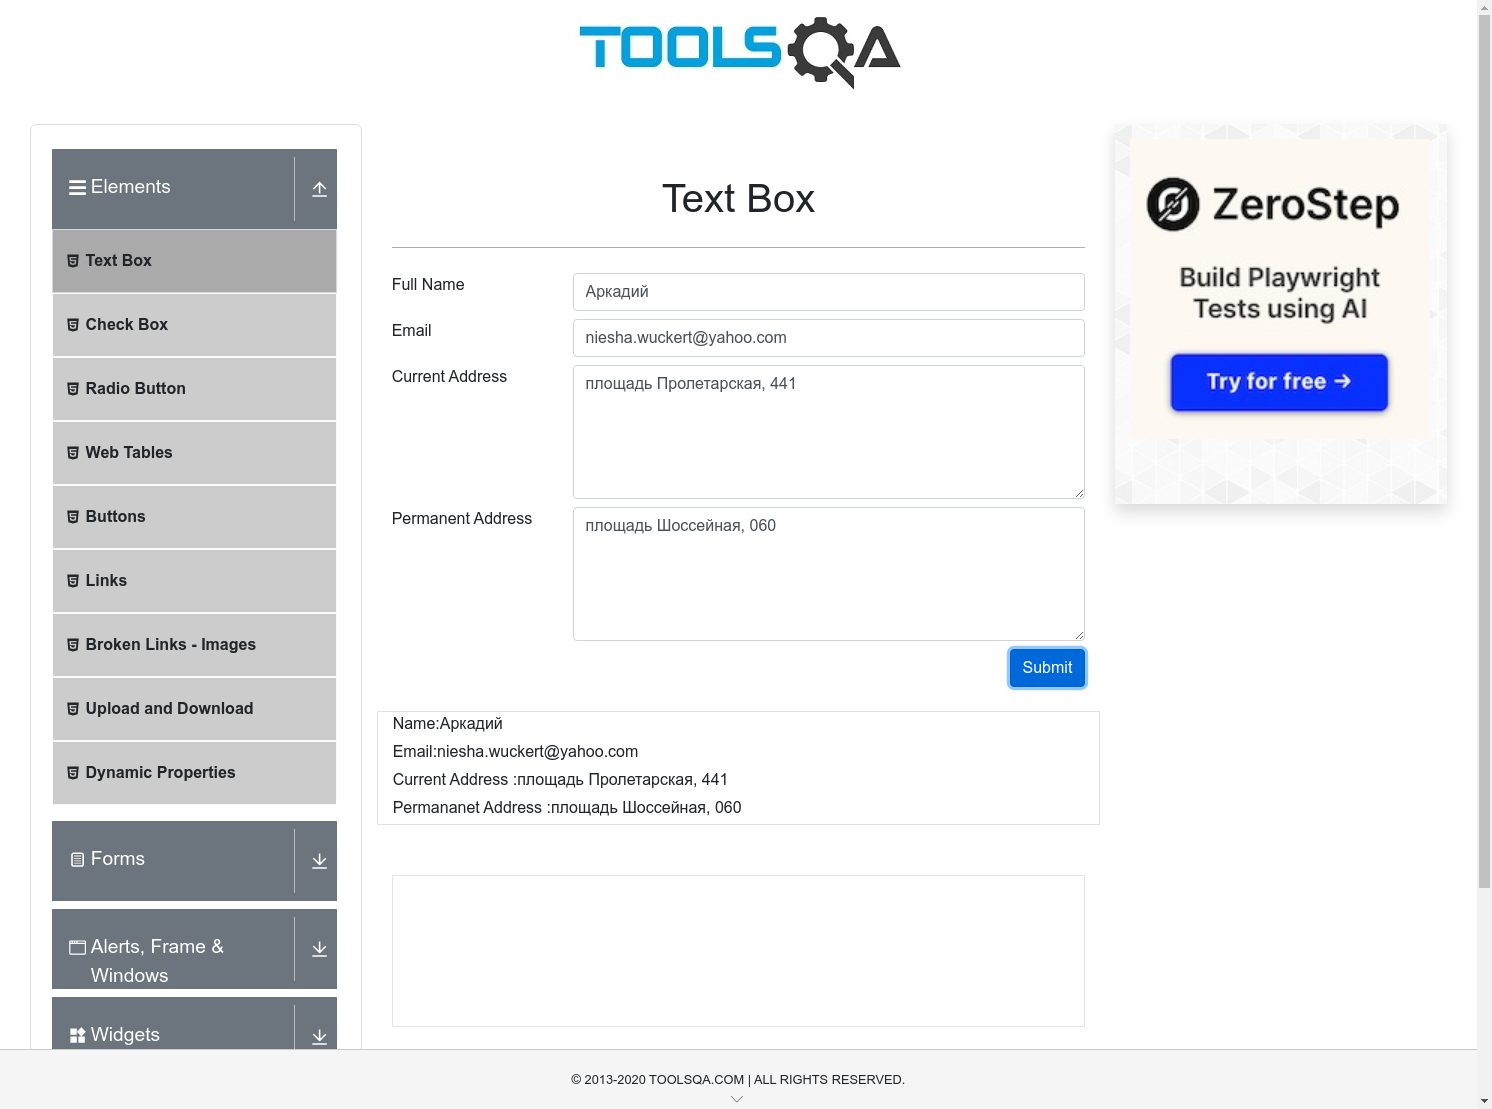 TOOLSQA
Elements
Text Box
Check Box
Radio Button
Web Tables
Buttons
Links
Broken Links - Images
Upload and Download
Dynamic Properties
Forms
Alerts, Frame &
Windows
Widgets
Text Box
Full Name
Аркадий
Email
niesha.wuckert@yahoo.com
Current Address
площадь Пролетарская, 441
Permanent Address
площадь Шоссейная, 060
Submit
Name:Аркадий
Email:niesha.wuckert@yahoo.com
Current Address :площадь Пролетарская, 441
Permananet Address :площадь Шоссейная, 060
ZeroStep
Build Playwright
Tests using AI
Try for free →
© 2013-2020 TOOLSQA.COM | ALL RIGHTS RESERVED.